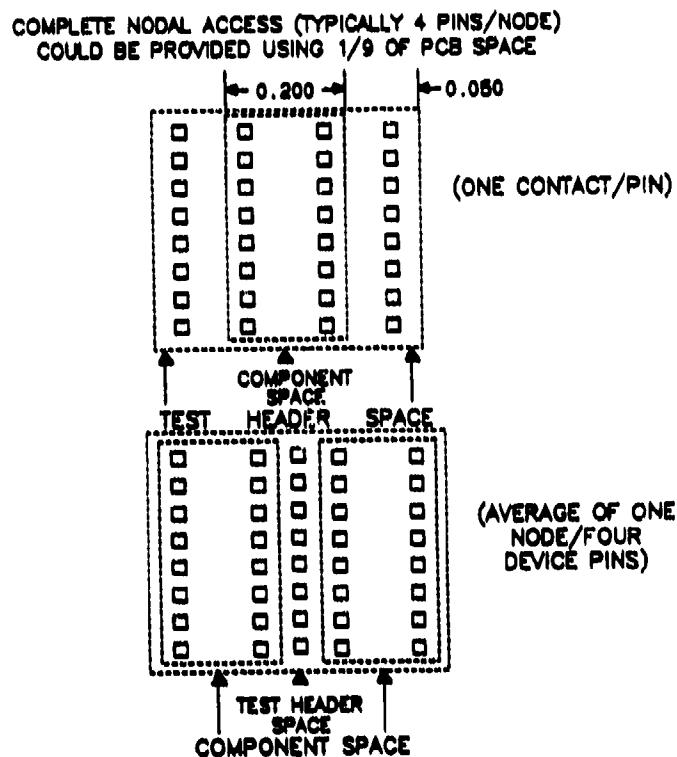 COMPLETE NODAL ACCESS (TYPICALLY 4 PINS/NODE)
COULD BE PROVIDED USING 1/9 OF PCB SPACE
0.200
0.050
(ONE CONTACT/PIN)
COMPONENT
SPACE
TEST HEADER SPACE
(AVERAGE OF ONE
NODE/FOUR
DEVICE PINS)
TEST HEADER
SPACE
COMPONENT SPACE